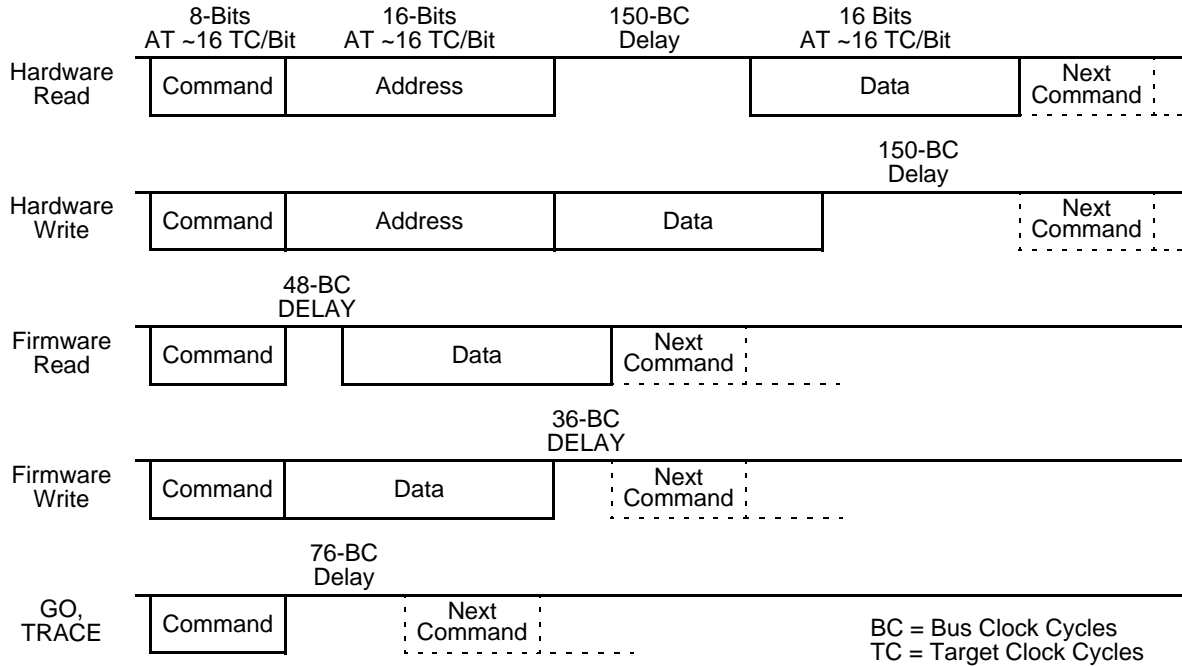 8-Bits 16-Bits 150-BC 16 Bits
AT ~16 TC/Bit AT ~16 TC/Bit Delay AT ~16 TC/Bit
Hardware
Read
Command Address Data Next
Command
150-BC
Delay
Hardware
Write
Command Address Data Next
Command
48-BC
DELAY
Firmware
Read
Command Data Next
Command
36-BC
DELAY
Firmware
Write
Command Data Next
Command
76-BC
Delay
GO,
TRACE
Command Next
Command
BC = Bus Clock Cycles
TC = Target Clock Cycles